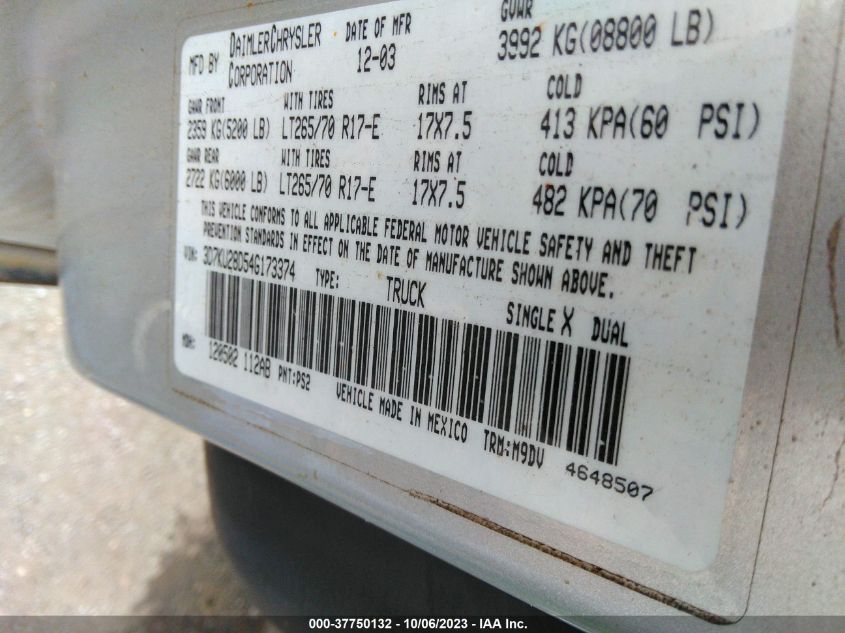 MFD BY DAIMLERCHRYSLER CORPORATION
DATE OF MFR 12-03
GVWR 3992 KG(08800 LB)
GAWR FRONT WITH TIRES RIMS AT COLD
2359 KG(5200 LB) LT265/70 R17-E 17X7.5 413 KPA(60 PSI)
GAWR REAR WITH TIRES RIMS AT COLD
2722 KG(6000 LB) LT265/70 R17-E 17X7.5 482 KPA(70 PSI)
THIS VEHICLE CONFORMS TO ALL APPLICABLE FEDERAL MOTOR VEHICLE SAFETY AND THEFT
PREVENTION STANDARDS IN EFFECT ON THE DATE OF MANUFACTURE SHOWN ABOVE.
VIN: 3D7KU28D54G173374 TYPE: TRUCK SINGLE X DUAL
MDH: 120502 112AB PNT:PS2
VEHICLE MADE IN MEXICO TRM:M9DV 4648507
000-37750132 - 10/06/2023 - IAA Inc.